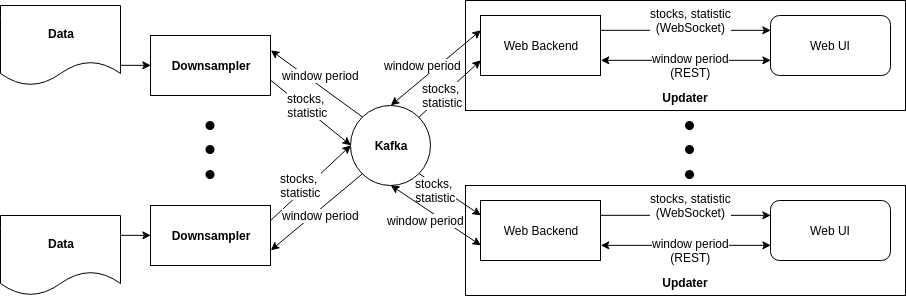 Data
Downsampler
window period
stocks,
statistic
window period
stocks,
statistic
Web Backend
stocks, statistic
(WebSocket)
window period
(REST)
Web UI
Updater
Kafka
Data
Downsampler
stocks,
statistic
window period
stocks,
statistic
window period
Web Backend
stocks, statistic
(WebSocket)
window period
(REST)
Web UI
Updater